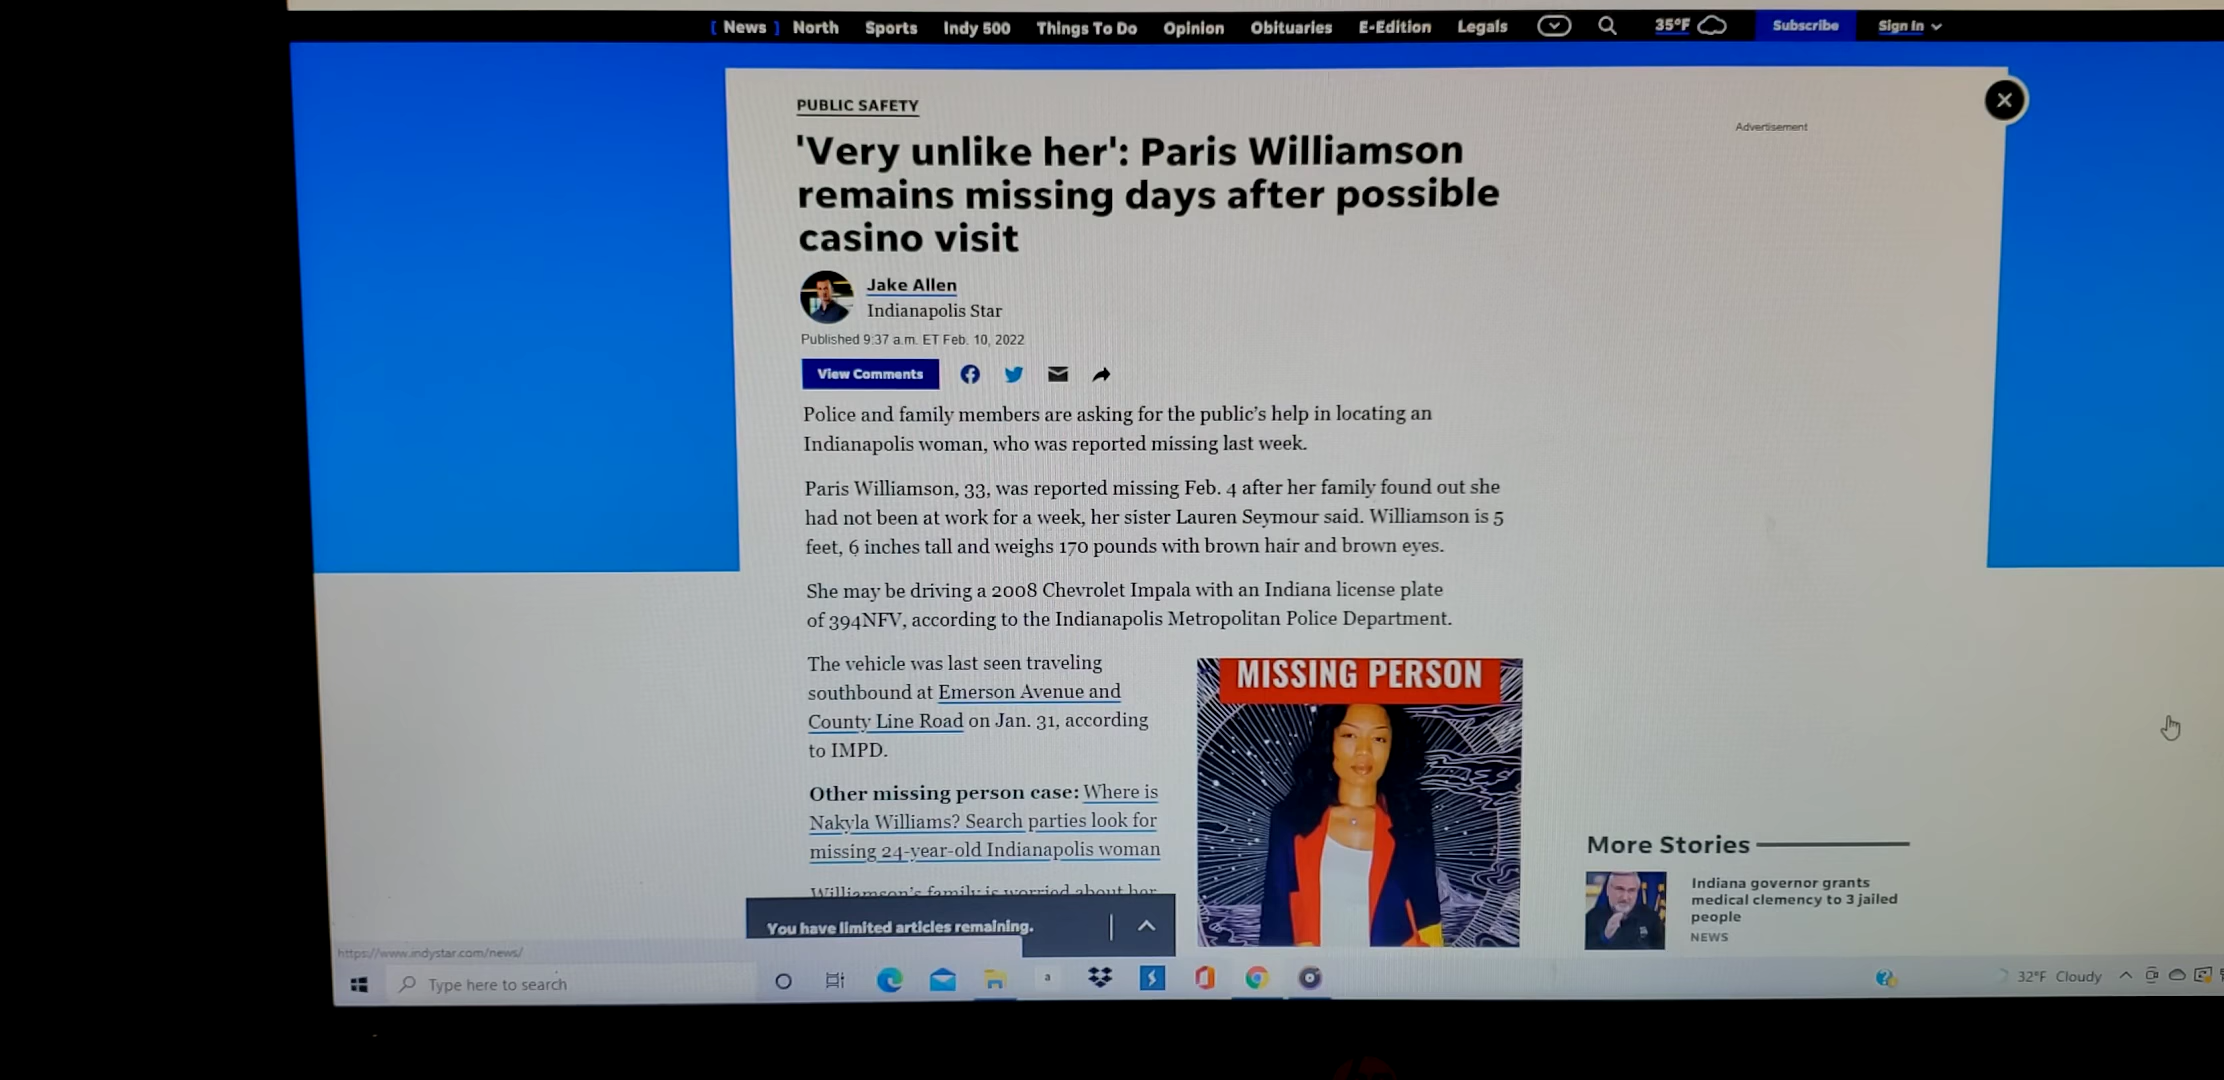 [ News ] North Sports Indy 500 Things To Do Opinion Obituaries E-Edition Legals 35°F Subscribe Sign In
PUBLIC SAFETY
Advertisement
'Very unlike her': Paris Williamson
remains missing days after possible
casino visit
Jake Allen
Indianapolis Star
Published 9:37 a.m. ET Feb. 10, 2022
View Comments
Police and family members are asking for the public's help in locating an
Indianapolis woman, who was reported missing last week.
Paris Williamson, 33, was reported missing Feb. 4 after her family found out she
had not been at work for a week, her sister Lauren Seymour said. Williamson is 5
feet, 6 inches tall and weighs 170 pounds with brown hair and brown eyes.
She may be driving a 2008 Chevrolet Impala with an Indiana license plate
of 394NFV, according to the Indianapolis Metropolitan Police Department.
The vehicle was last seen traveling
southbound at Emerson Avenue and
County Line Road on Jan. 31, according
to IMPD.
Other missing person case: Where is
Nakyla Williams? Search parties look for
missing 24-year-old Indianapolis woman
Williamson's family is worried about her
MISSING PERSON
More Stories
Indiana governor grants
medical clemency to 3 jailed
people
NEWS
You have limited articles remaining.
https://www.indystar.com/news/
Type here to search
a
32°F Cloudy